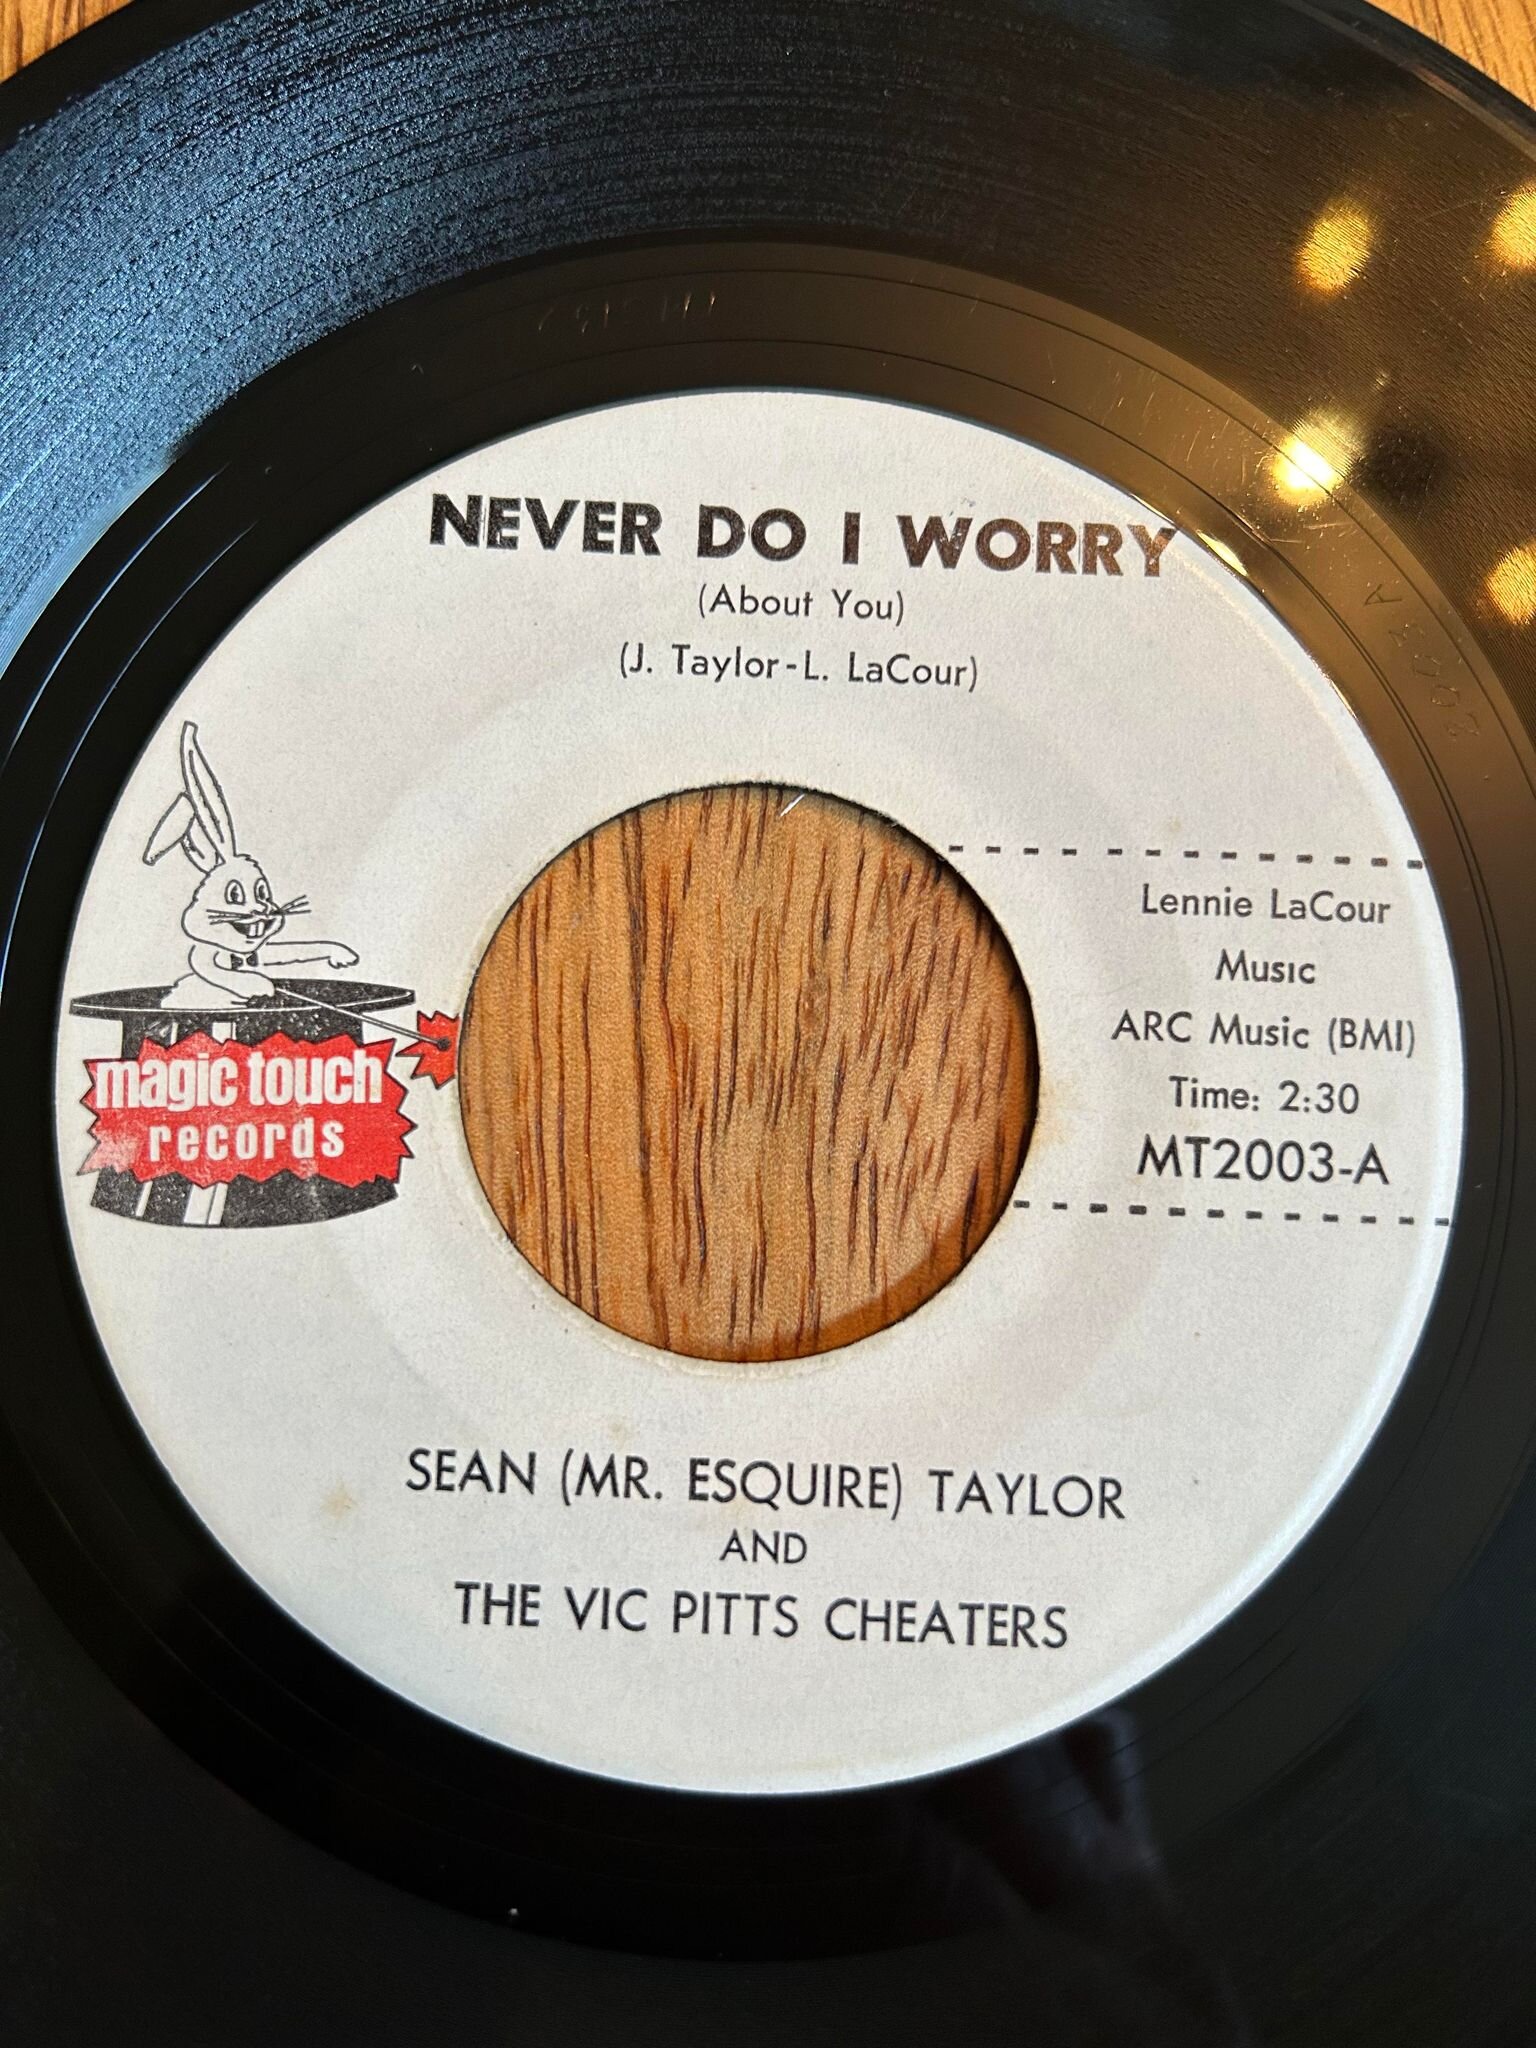 NEVER DO I WORRY
(About You)
(J. Taylor-L. LaCour)
magic touch
records
Lennie LaCour
Music
ARC Music (BMI)
Time: 2:30
MT2003-A
SEAN (MR. ESQUIRE) TAYLOR
AND
THE VIC PITTS CHEATERS
2003 A